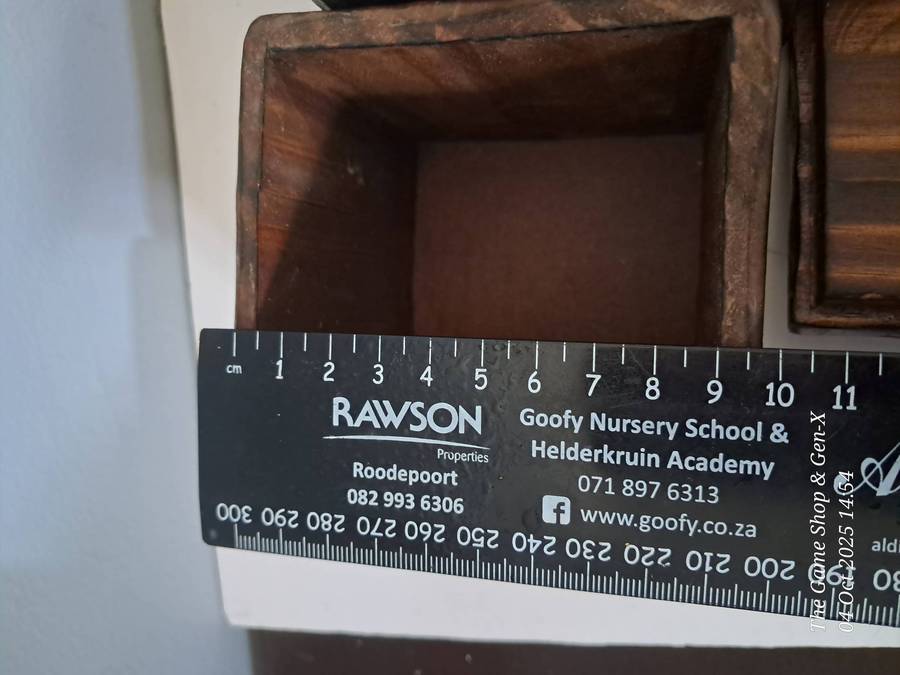 cm 1 2 3 4 5 6 7 8 9 10 11
RAWSON
Properties
Roodepoort
082 993 6306
Goofy Nursery School &
Helderkruin Academy
071 897 6313
www.goofy.co.za
aldi
300 290 280 270 260 250 240 230 220 210 200 190
The Game Shop & Gen-X
04 Oct 2025 14:54